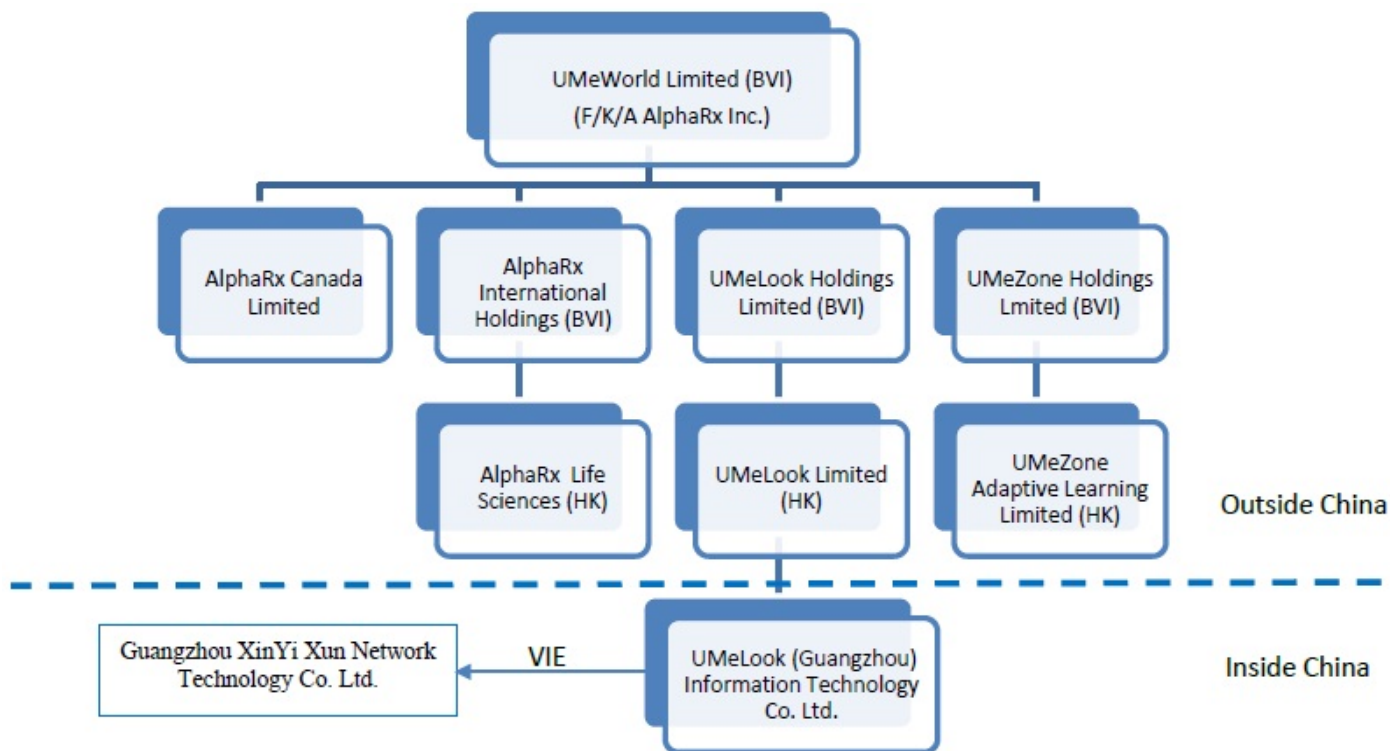 UMeWorld Limited (BVI)
(F/K/A AlphaRx Inc.)
AlphaRx Canada
Limited
AlphaRx
International
Holdings (BVI)
UMeLook Holdings
Limited (BVI)
UMeZone Holdings
Lmited (BVI)
AlphaRx Life
Sciences (HK)
UMeLook Limited
(HK)
UMeZone
Adaptive Learning
Limited (HK)
Outside China
Guangzhou XinYi Xun Network
Technology Co. Ltd.
VIE
UMeLook (Guangzhou)
Information Technology
Co. Ltd.
Inside China